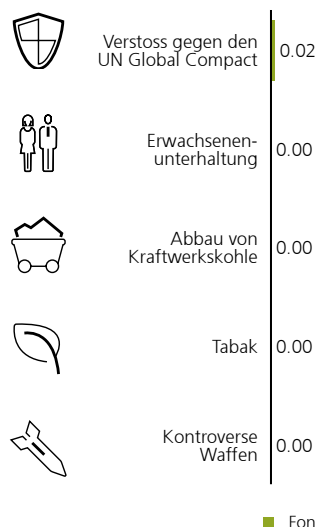 Verstoss gegen den
UN Global Compact
0.02
Erwachsenen-
unterhaltung
0.00
Abbau von
Kraftwerkskohle
0.00
Tabak
0.00
Kontroverse
Waffen
0.00
Fon